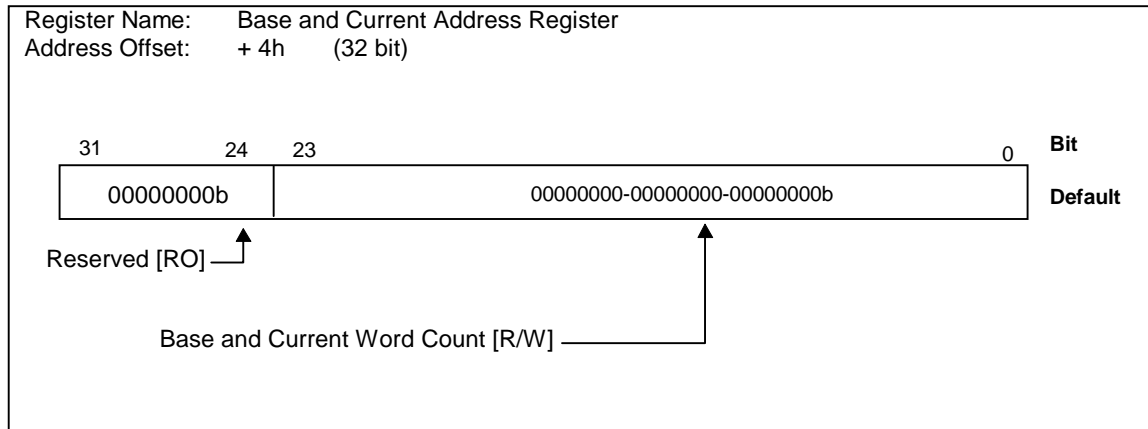 Register Name: Base and Current Address Register
Address Offset: + 4h (32 bit)
31 24 23 0 Bit
00000000b 00000000-00000000-00000000b Default
Reserved [RO]
Base and Current Word Count [R/W]